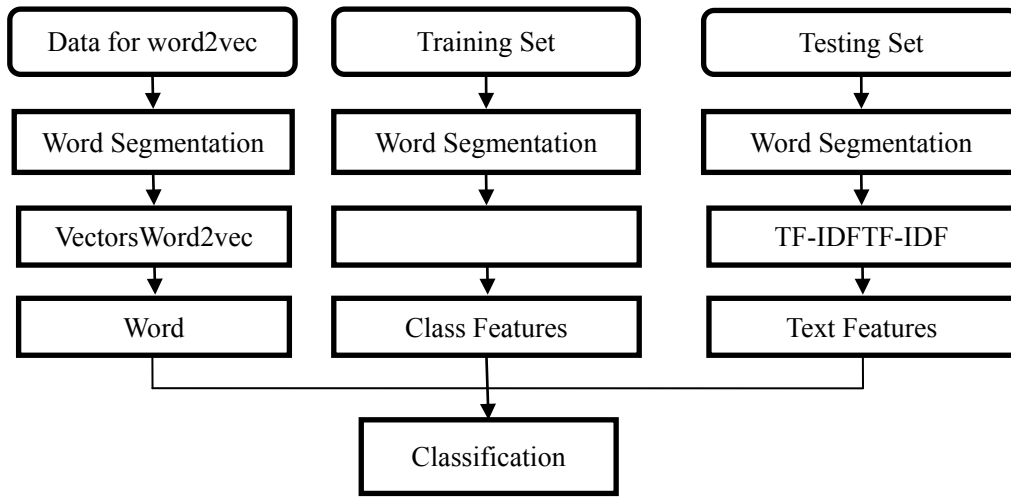 Data for word2vec
Training Set
Testing Set
Word Segmentation
Word Segmentation
Word Segmentation
VectorsWord2vec
TF-IDFTF-IDF
Word
Class Features
Text Features
Classification